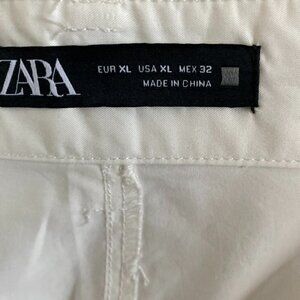 ZARA
EUR XL USA XL MEX 32
MADE IN CHINA